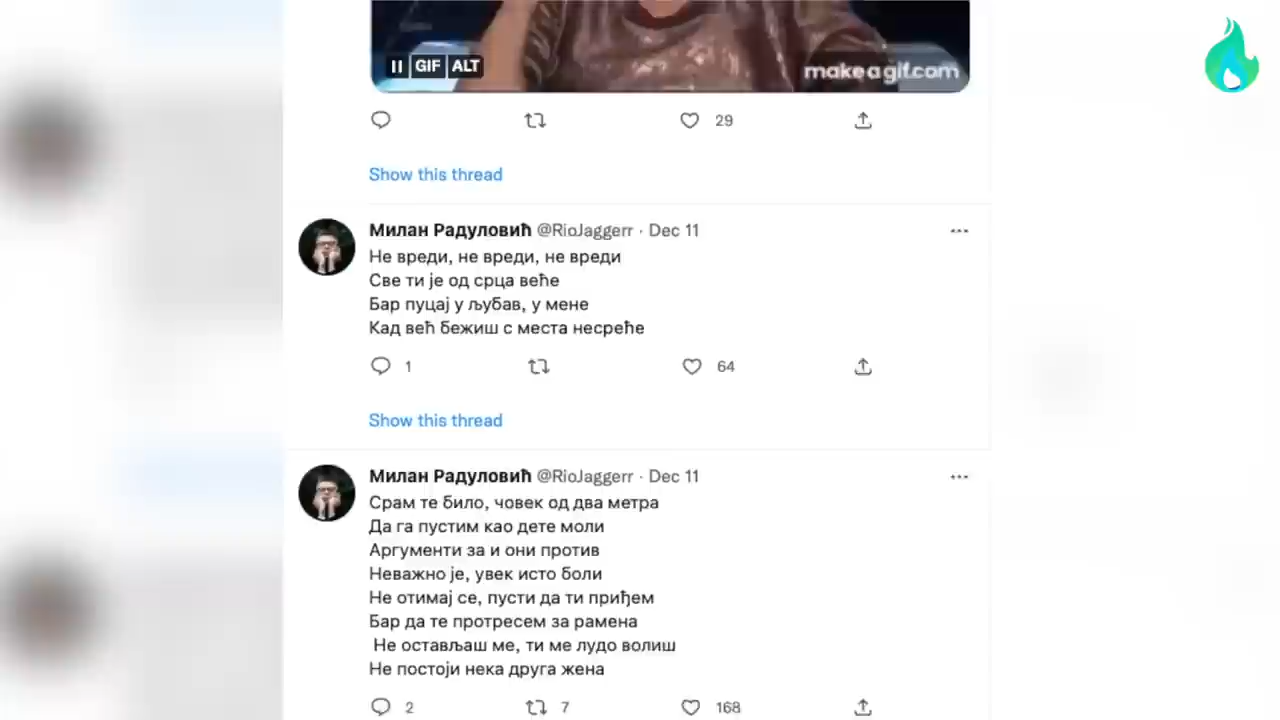 GIF ALT
makeagif.com
29
Show this thread
Милан Радуловић @RioJaggerr · Dec 11
Не вреди, не вреди, не вреди
Све ти је од срца веће
Бар пуцај у љубав, у мене
Кад већ бежиш с места несреће
1 64
Show this thread
Милан Радуловић @RioJaggerr · Dec 11
Срам те било, човек од два метра
Да га пустим као дете моли
Аргументи за и они против
Неважно је, увек исто боли
Не отимај се, пусти да ти приђем
Бар да те протресем за рамена
Не остављаш ме, ти ме лудо волиш
Не постоји нека друга жена
2 7 168